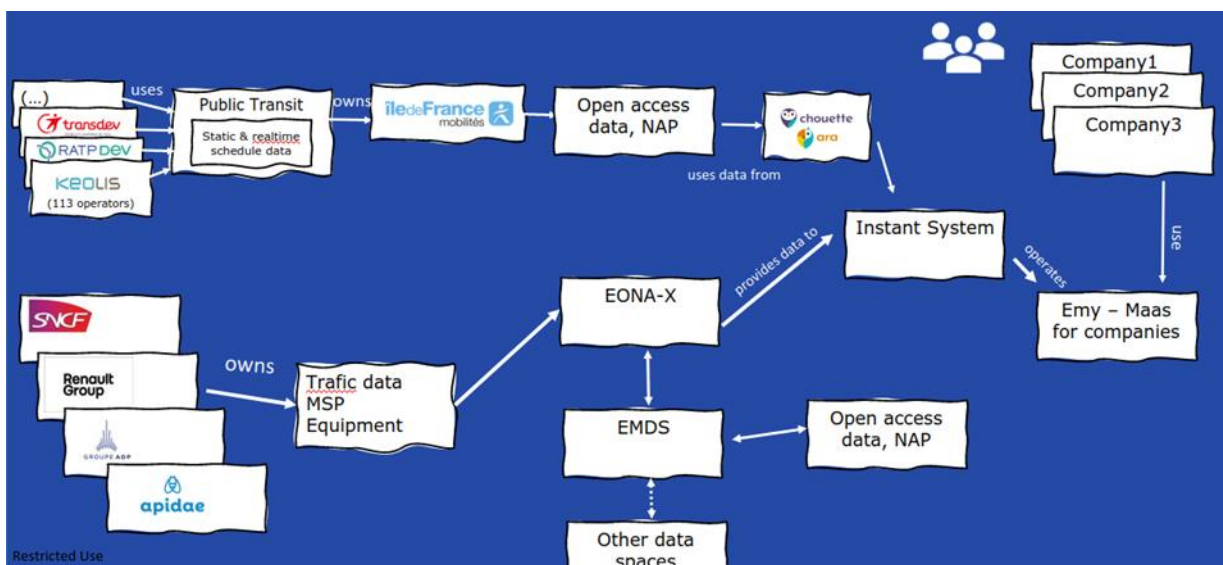 (...)
transdev
RATP DEV
KEOLIS
(113 operators)
uses
Public Transit
Static & realtime
schedule data
owns
îledeFrance
mobilités
Open access
data, NAP
uses data from
chouette
ara
Company1
Company2
Company3
use
Instant System
operates
Emy – Maas
for companies
provides data to
EONA-X
SNCF
Renault
Group
GROUPE ADP
apidae
owns
Trafic data
MSP
Equipment
EMDS
Open access
data, NAP
Other data
spaces
Restricted Use